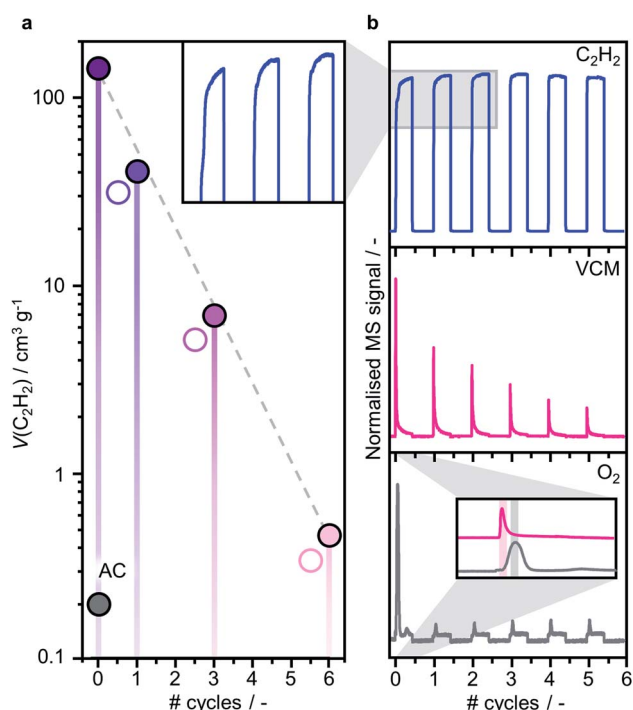 a
V(C₂H₂) / cm³ g⁻¹
100
10
1
0.1
AC
0 1 2 3 4 5 6
# cycles / -
b
Normalised MS signal / -
C₂H₂
VCM
O₂
0 1 2 3 4 5 6
# cycles / -